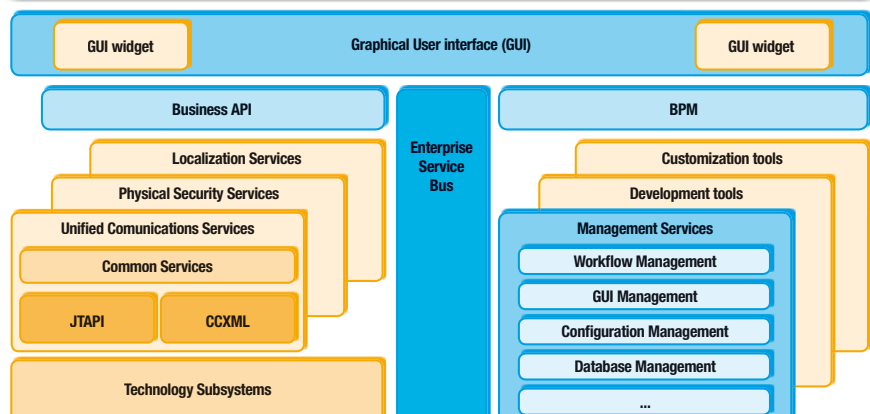 GUI widget
Graphical User interface (GUI)
GUI widget
Business API
Enterprise
Service
Bus
BPM
Localization Services
Physical Security Services
Unified Comunications Services
Common Services
JTAPI
CCXML
Technology Subsystems
Customization tools
Development tools
Management Services
Workflow Management
GUI Management
Configuration Management
Database Management
...